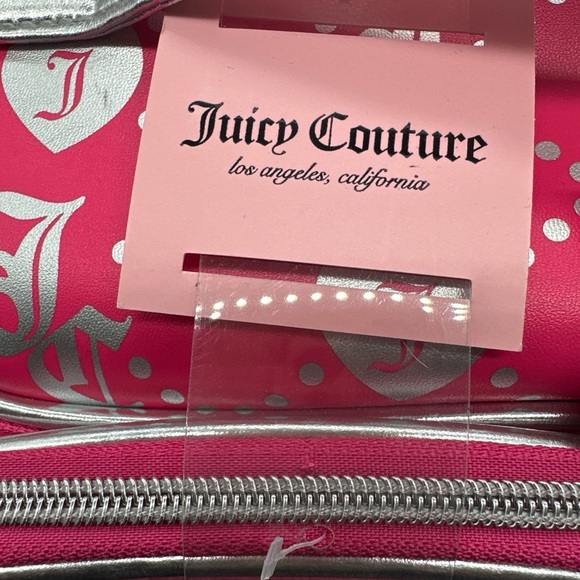 J
Juicy Couture
los angeles, california